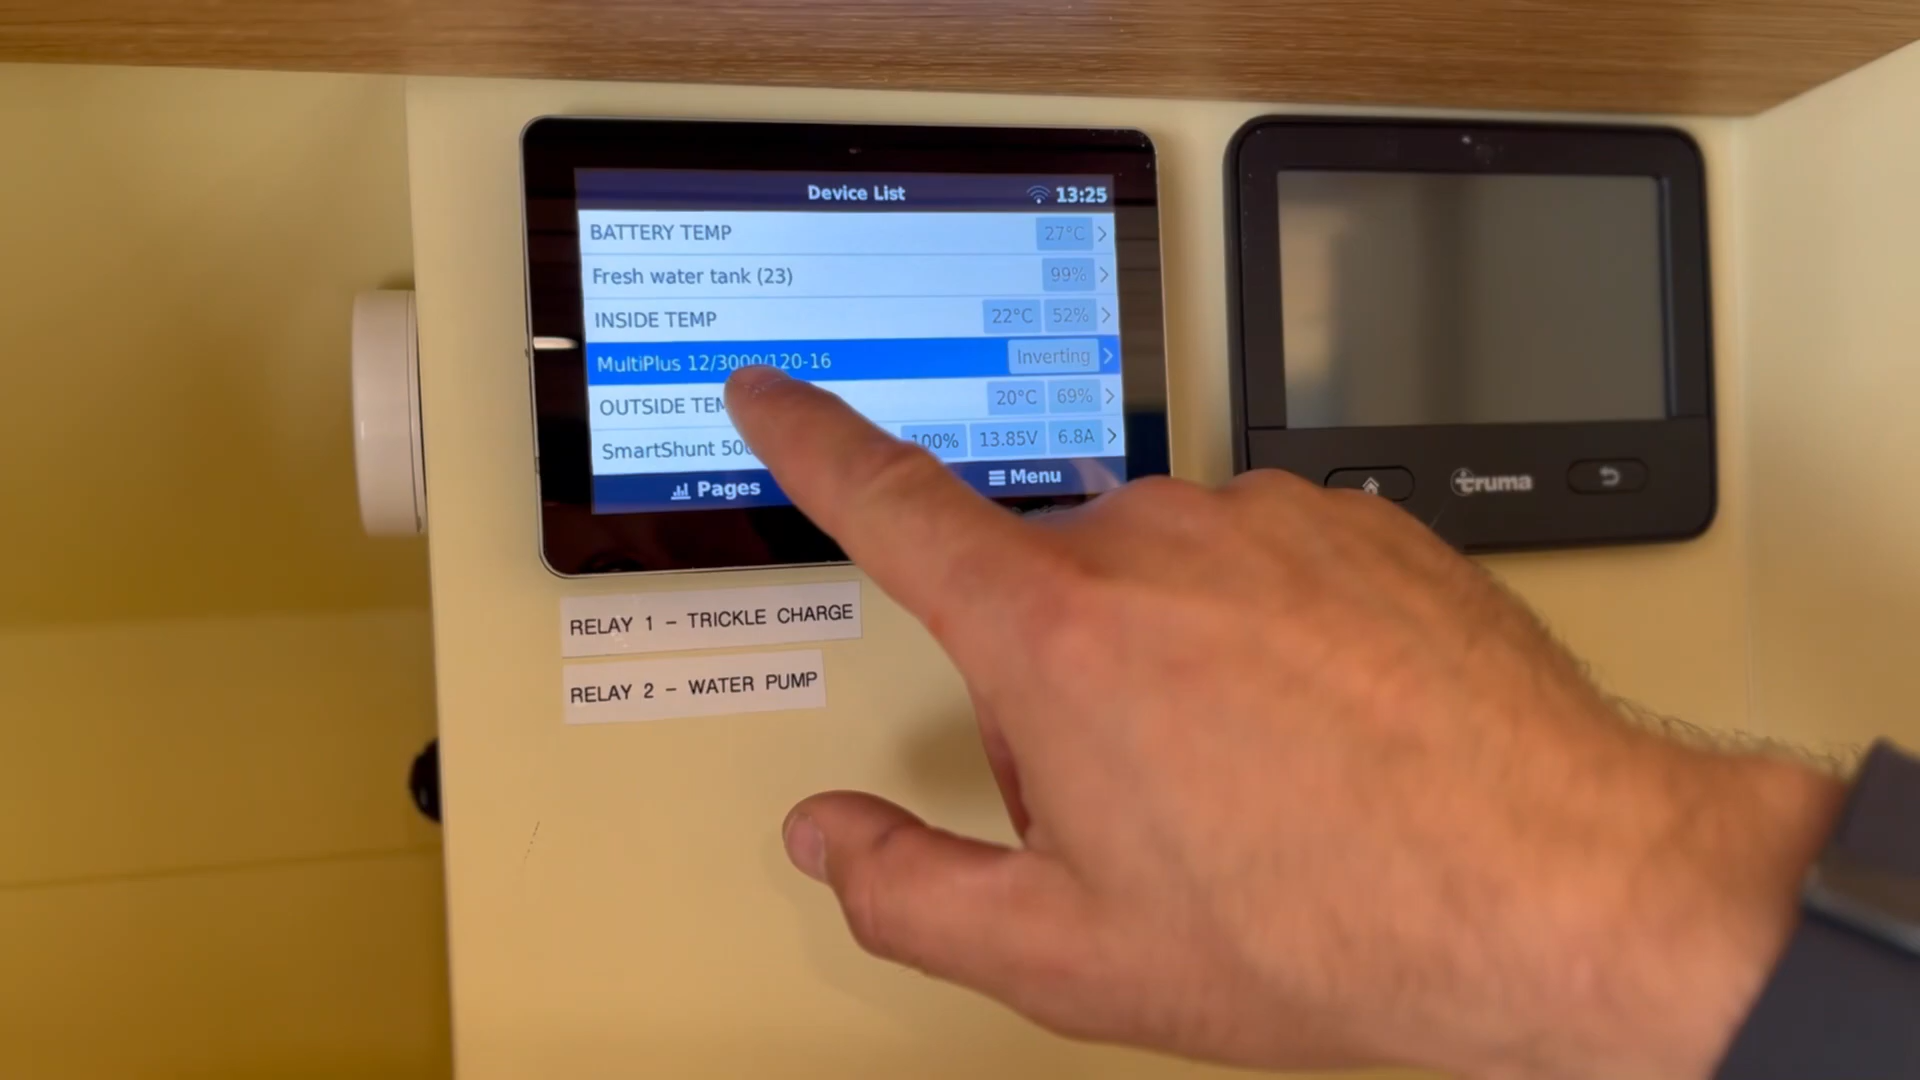 Device List 13:25
BATTERY TEMP 27°C
Fresh water tank (23) 99%
INSIDE TEMP 22°C 52%
MultiPlus 12/3000/120-16 Inverting
OUTSIDE 20°C 69%
SmartShunt 100% 13.85V 6.8A
Pages Menu
truma
RELAY 1 - TRICKLE CHARGE
RELAY 2 - WATER PUMP